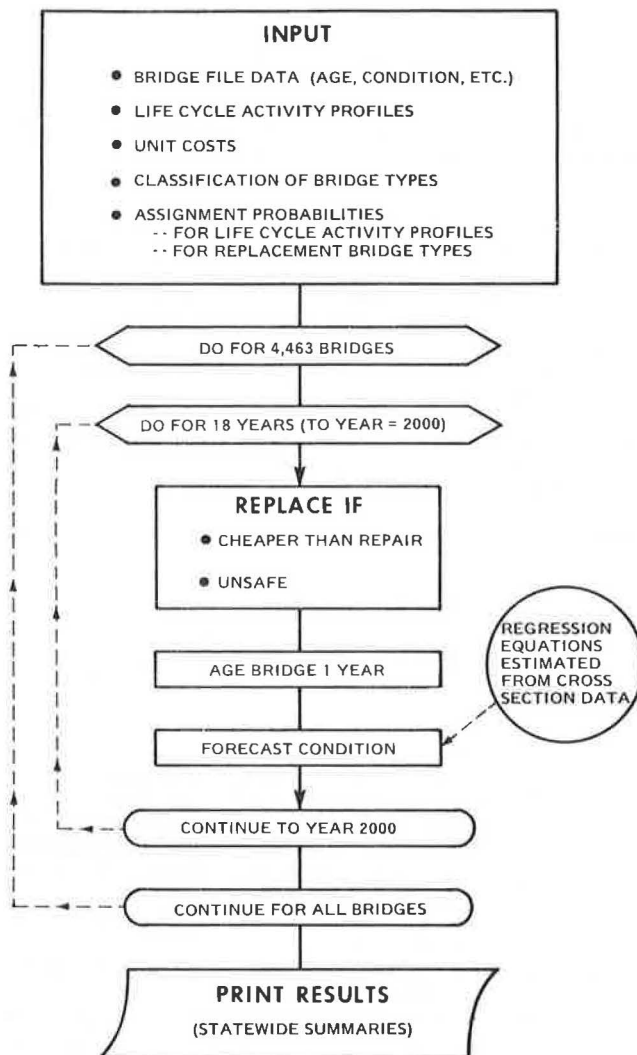 INPUT
● BRIDGE FILE DATA (AGE, CONDITION, ETC.)
● LIFE CYCLE ACTIVITY PROFILES
● UNIT COSTS
● CLASSIFICATION OF BRIDGE TYPES
● ASSIGNMENT PROBABILITIES
-- FOR LIFE CYCLE ACTIVITY PROFILES
-- FOR REPLACEMENT BRIDGE TYPES
DO FOR 4,463 BRIDGES
DO FOR 18 YEARS (TO YEAR = 2000)
REPLACE IF
● CHEAPER THAN REPAIR
● UNSAFE
AGE BRIDGE 1 YEAR
REGRESSION
EQUATIONS
ESTIMATED
FROM CROSS
SECTION DATA
FORECAST CONDITION
CONTINUE TO YEAR 2000
CONTINUE FOR ALL BRIDGES
PRINT RESULTS
(STATEWIDE SUMMARIES)